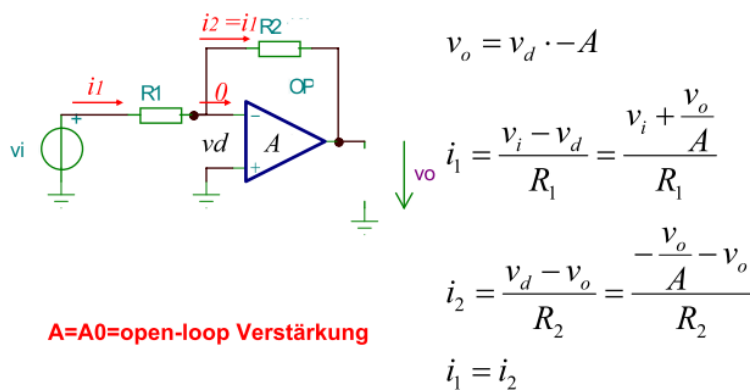 i2 =i1
R2
i1
R1
0
OP
+
vi
vd
−
A
+
vo
A=A0=open-loop Verstärkung
v_o = v_d · −A
i_1 = (v_i − v_d)/R_1 = (v_i + v_o/A)/R_1
i_2 = (v_d − v_o)/R_2 = (−v_o/A − v_o)/R_2
i_1 = i_2